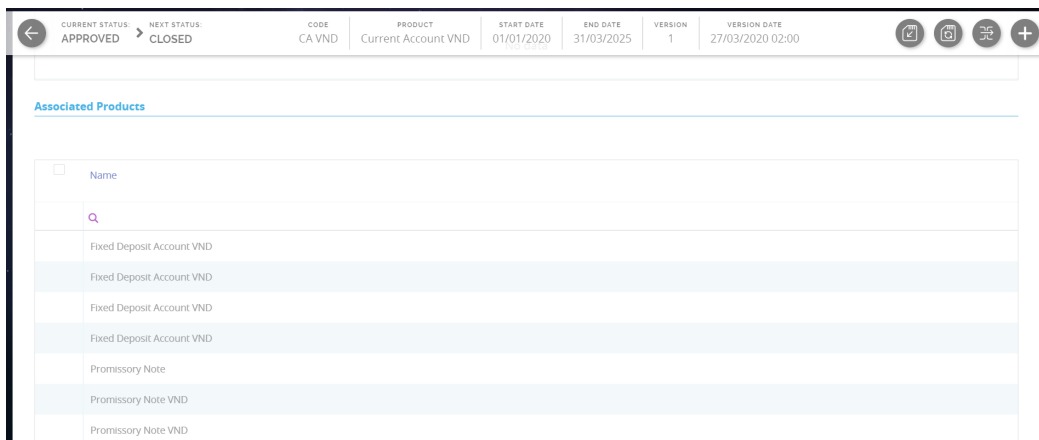 CURRENT STATUS: NEXT STATUS: CODE PRODUCT START DATE END DATE VERSION VERSION DATE
APPROVED > CLOSED CA VND Current Account VND 01/01/2020 31/03/2025 1 27/03/2020 02:00
Associated Products
Name
Fixed Deposit Account VND
Fixed Deposit Account VND
Fixed Deposit Account VND
Fixed Deposit Account VND
Promissory Note
Promissory Note VND
Promissory Note VND